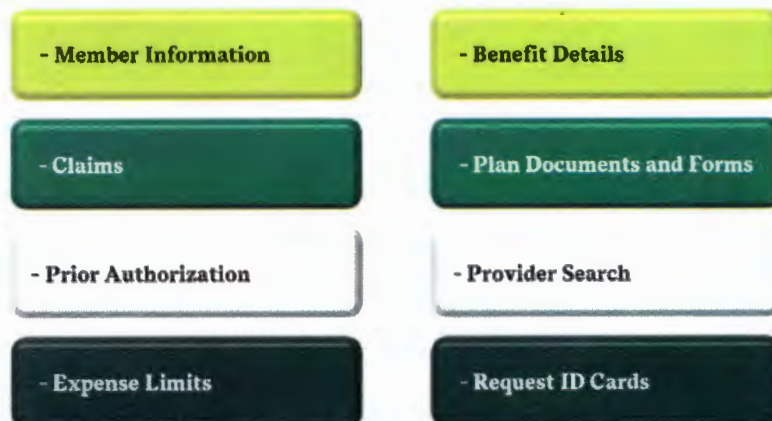 - Member Information
- Benefit Details
- Claims
- Plan Documents and Forms
- Prior Authorization
- Provider Search
- Expense Limits
- Request ID Cards